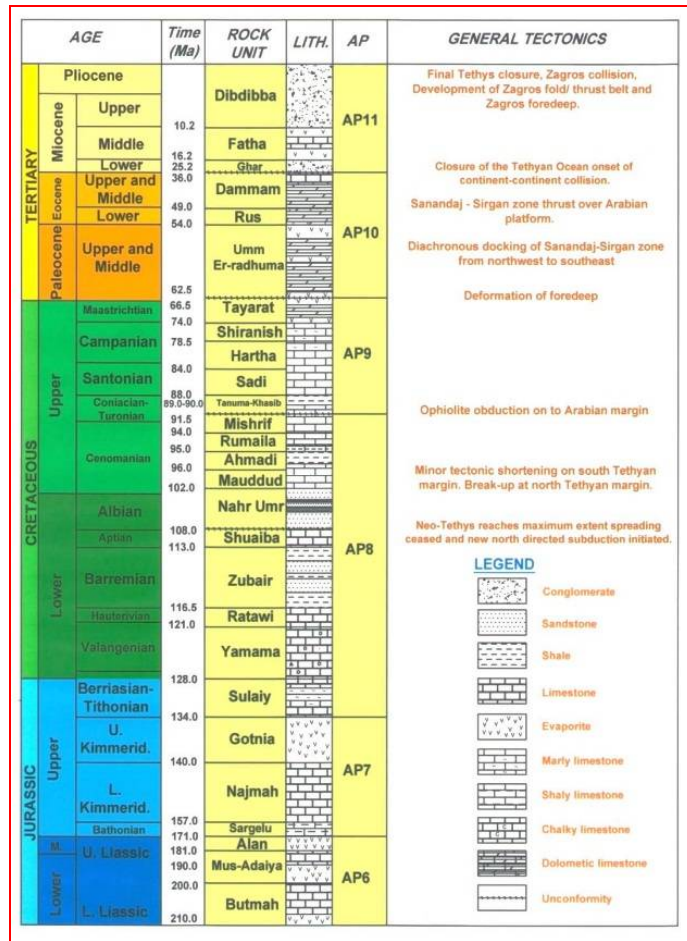 AGE
Time
(Ma)
ROCK
UNIT
LITH.
AP
GENERAL TECTONICS
TERTIARY
Pliocene
Miocene
Upper
Middle
Lower
Eocene
Upper and
Middle
Lower
Paleocene
Upper and
Middle
CRETACEOUS
Upper
Maastrichtian
Campanian
Santonian
Coniacian-
Turonian
Cenomanian
Lower
Albian
Aptian
Barremian
Hauterivian
Valangenian
JURASSIC
Upper
Berriasian-
Tithonian
U.
Kimmerid.
L.
Kimmerid.
Bathonian
M.
Lower
U. Liassic
L. Liassic
10.2
16.2
25.2
36.0
49.0
54.0
62.5
66.5
74.0
78.5
84.0
88.0
89.0-90.0
91.5
94.0
95.0
96.0
102.0
108.0
113.0
116.5
121.0
128.0
134.0
140.0
157.0
171.0
181.0
190.0
200.0
210.0
Dibdibba
Fatha
Ghar
Dammam
Rus
Umm
Er-radhuma
Tayarat
Shiranish
Hartha
Sadi
Tanuma-Khasib
Mishrif
Rumaila
Ahmadi
Mauddud
Nahr Umr
Shuaiba
Zubair
Ratawi
Yamama
Sulaiy
Gotnia
Najmah
Sargelu
Alan
Mus-Adaiya
Butmah
AP11
AP10
AP9
AP8
AP7
AP6
Final Tethys closure, Zagros collision,
Development of Zagros fold/ thrust belt and
Zagros foredeep.
Closure of the Tethyan Ocean onset of
continent-continent collision.
Sanandaj - Sirgan zone thrust over Arabian
platform.
Diachronous docking of Sanandaj-Sirgan zone
from northwest to southeast
Deformation of foredeep
Ophiolite obduction on to Arabian margin
Minor tectonic shortening on south Tethyan
margin. Break-up at north Tethyan margin.
Neo-Tethys reaches maximum extent spreading
ceased and new north directed subduction initiated.
LEGEND
Conglomerate
Sandstone
Shale
Limestone
Evaporite
Marly limestone
Shaly limestone
Chalky limestone
Dolometic limestone
Unconformity